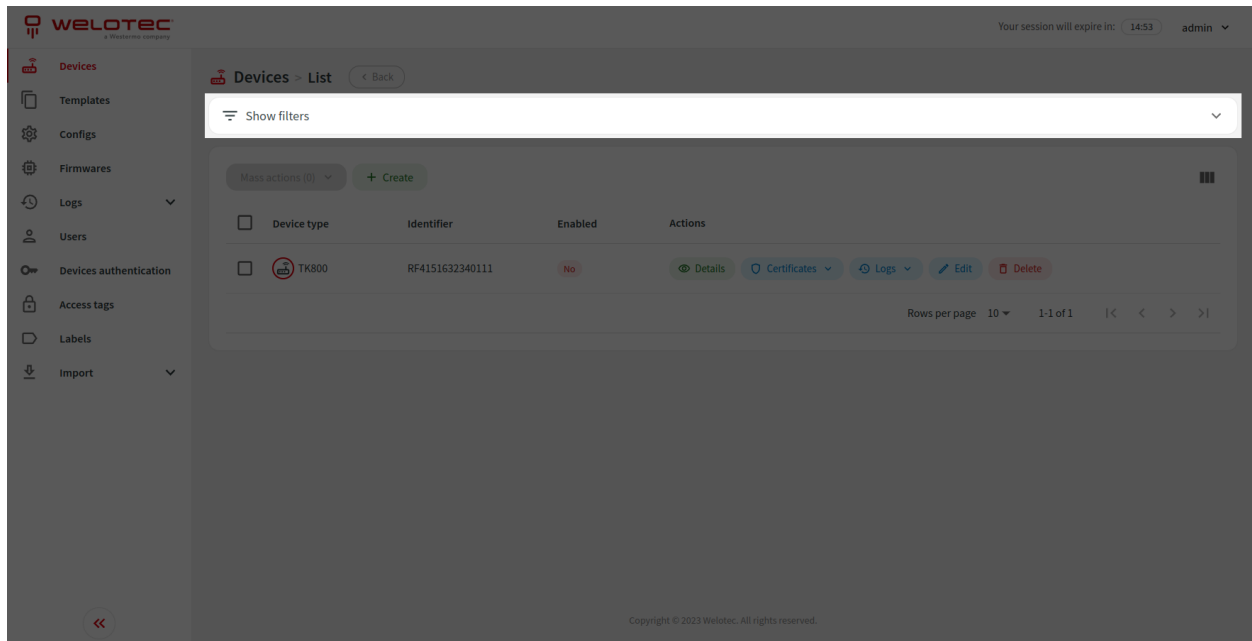 WELOTEC
a Westermo company
Your session will expire in: 14:53 admin
Devices
Templates
Configs
Firmwares
Logs
Users
Devices authentication
Access tags
Labels
Import
Devices > List < Back
Show filters
Mass actions (0) + Create
Device type Identifier Enabled Actions
TK800 RF4151632340111 No Details Certificates Logs Edit Delete
Rows per page 10 1-1 of 1
Copyright © 2023 Welotec. All rights reserved.